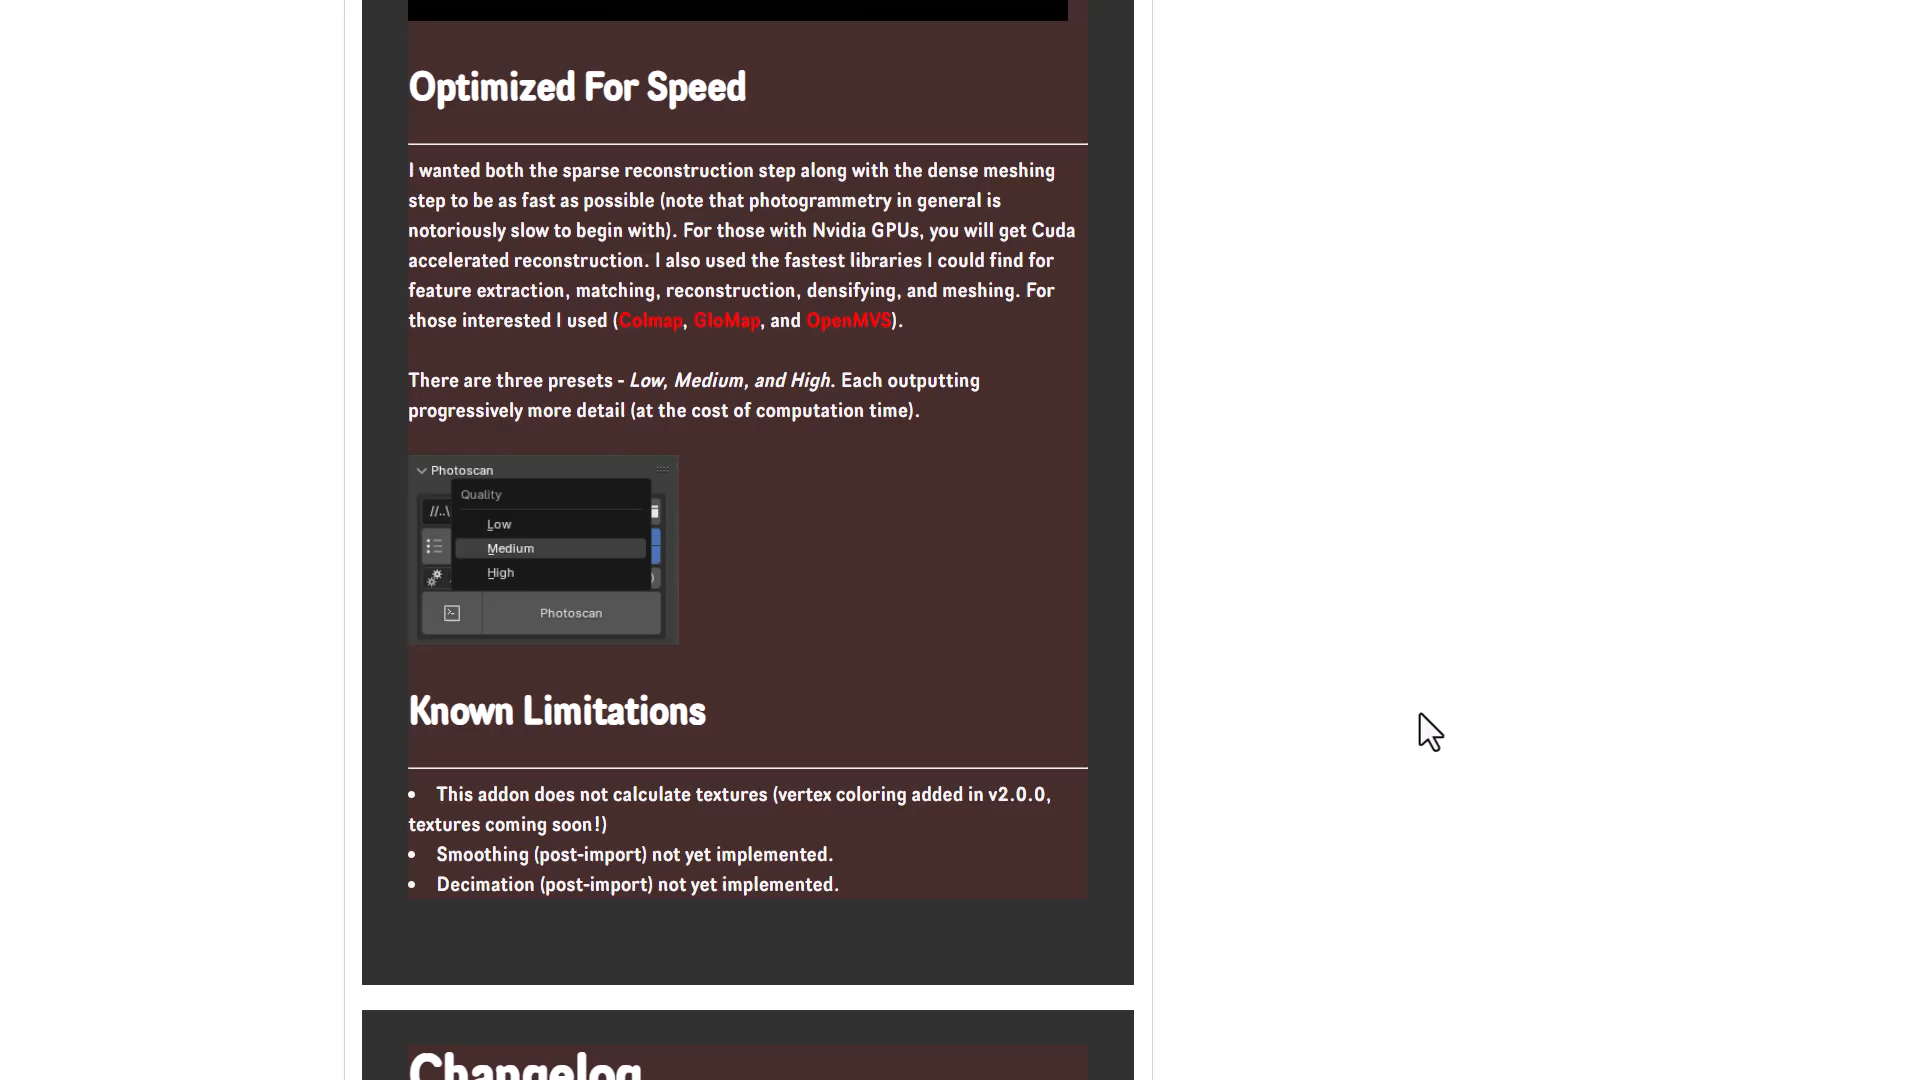 Optimized For Speed
I wanted both the sparse reconstruction step along with the dense meshing
step to be as fast as possible (note that photogrammetry in general is
notoriously slow to begin with). For those with Nvidia GPUs, you will get Cuda
accelerated reconstruction. I also used the fastest libraries I could find for
feature extraction, matching, reconstruction, densifying, and meshing. For
those interested I used (Colmap, GloMap, and OpenMVS).
There are three presets - Low, Medium, and High. Each outputting
progressively more detail (at the cost of computation time).
Photoscan
Quality
//..\
Low
Medium
High
Photoscan
Known Limitations
• This addon does not calculate textures (vertex coloring added in v2.0.0,
textures coming soon!)
• Smoothing (post-import) not yet implemented.
• Decimation (post-import) not yet implemented.
Changelog